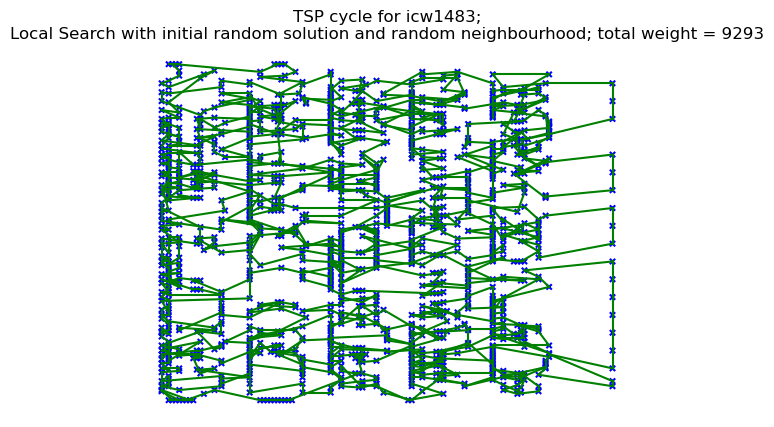 TSP cycle for icw1483;
Local Search with initial random solution and random neighbourhood; total weight = 9293